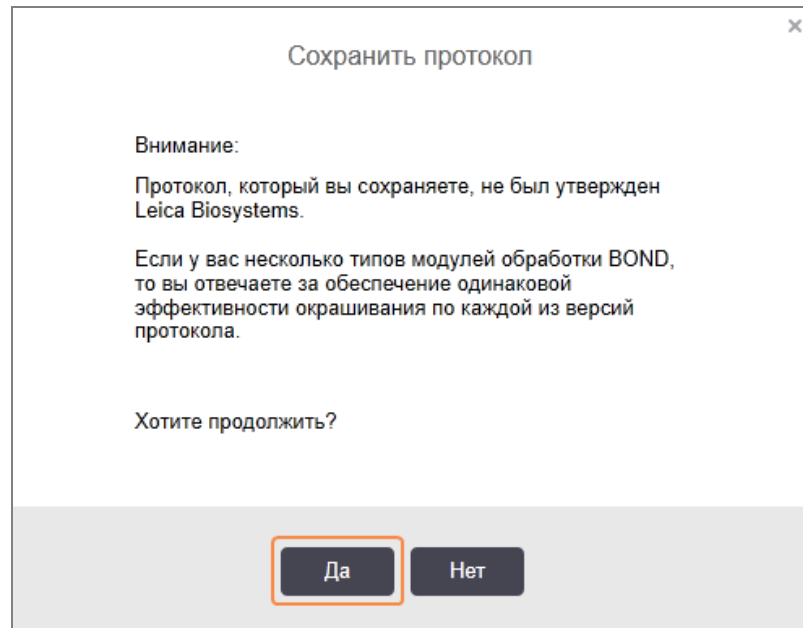 Сохранить протокол
Внимание:
Протокол, который вы сохраняете, не был утвержден
Leica Biosystems.
Если у вас несколько типов модулей обработки BOND,
то вы отвечаете за обеспечение одинаковой
эффективности окрашивания по каждой из версий
протокола.
Хотите продолжить?
Да
Нет